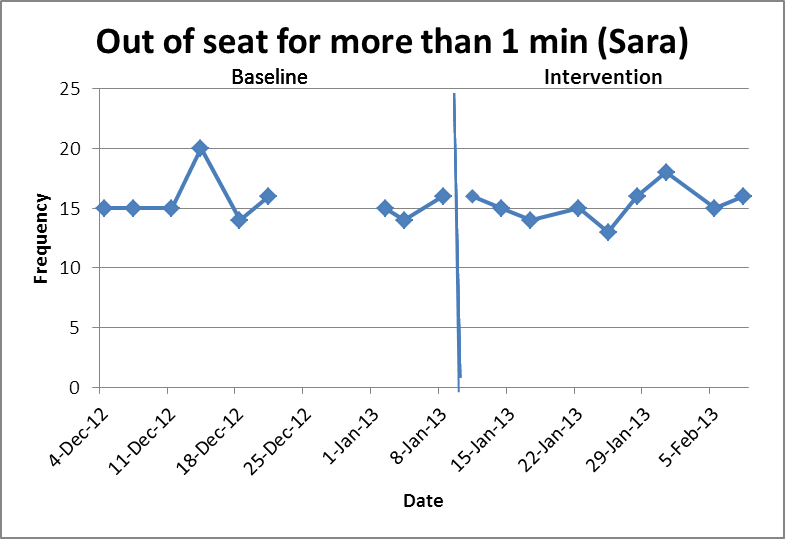 Out of seat for more than 1 min (Sara)
Baseline Intervention
25
20
15
10
5
0
Frequency
4-Dec-12 11-Dec-12 18-Dec-12 25-Dec-12 1-Jan-13 8-Jan-13 15-Jan-13 22-Jan-13 29-Jan-13 5-Feb-13
Date